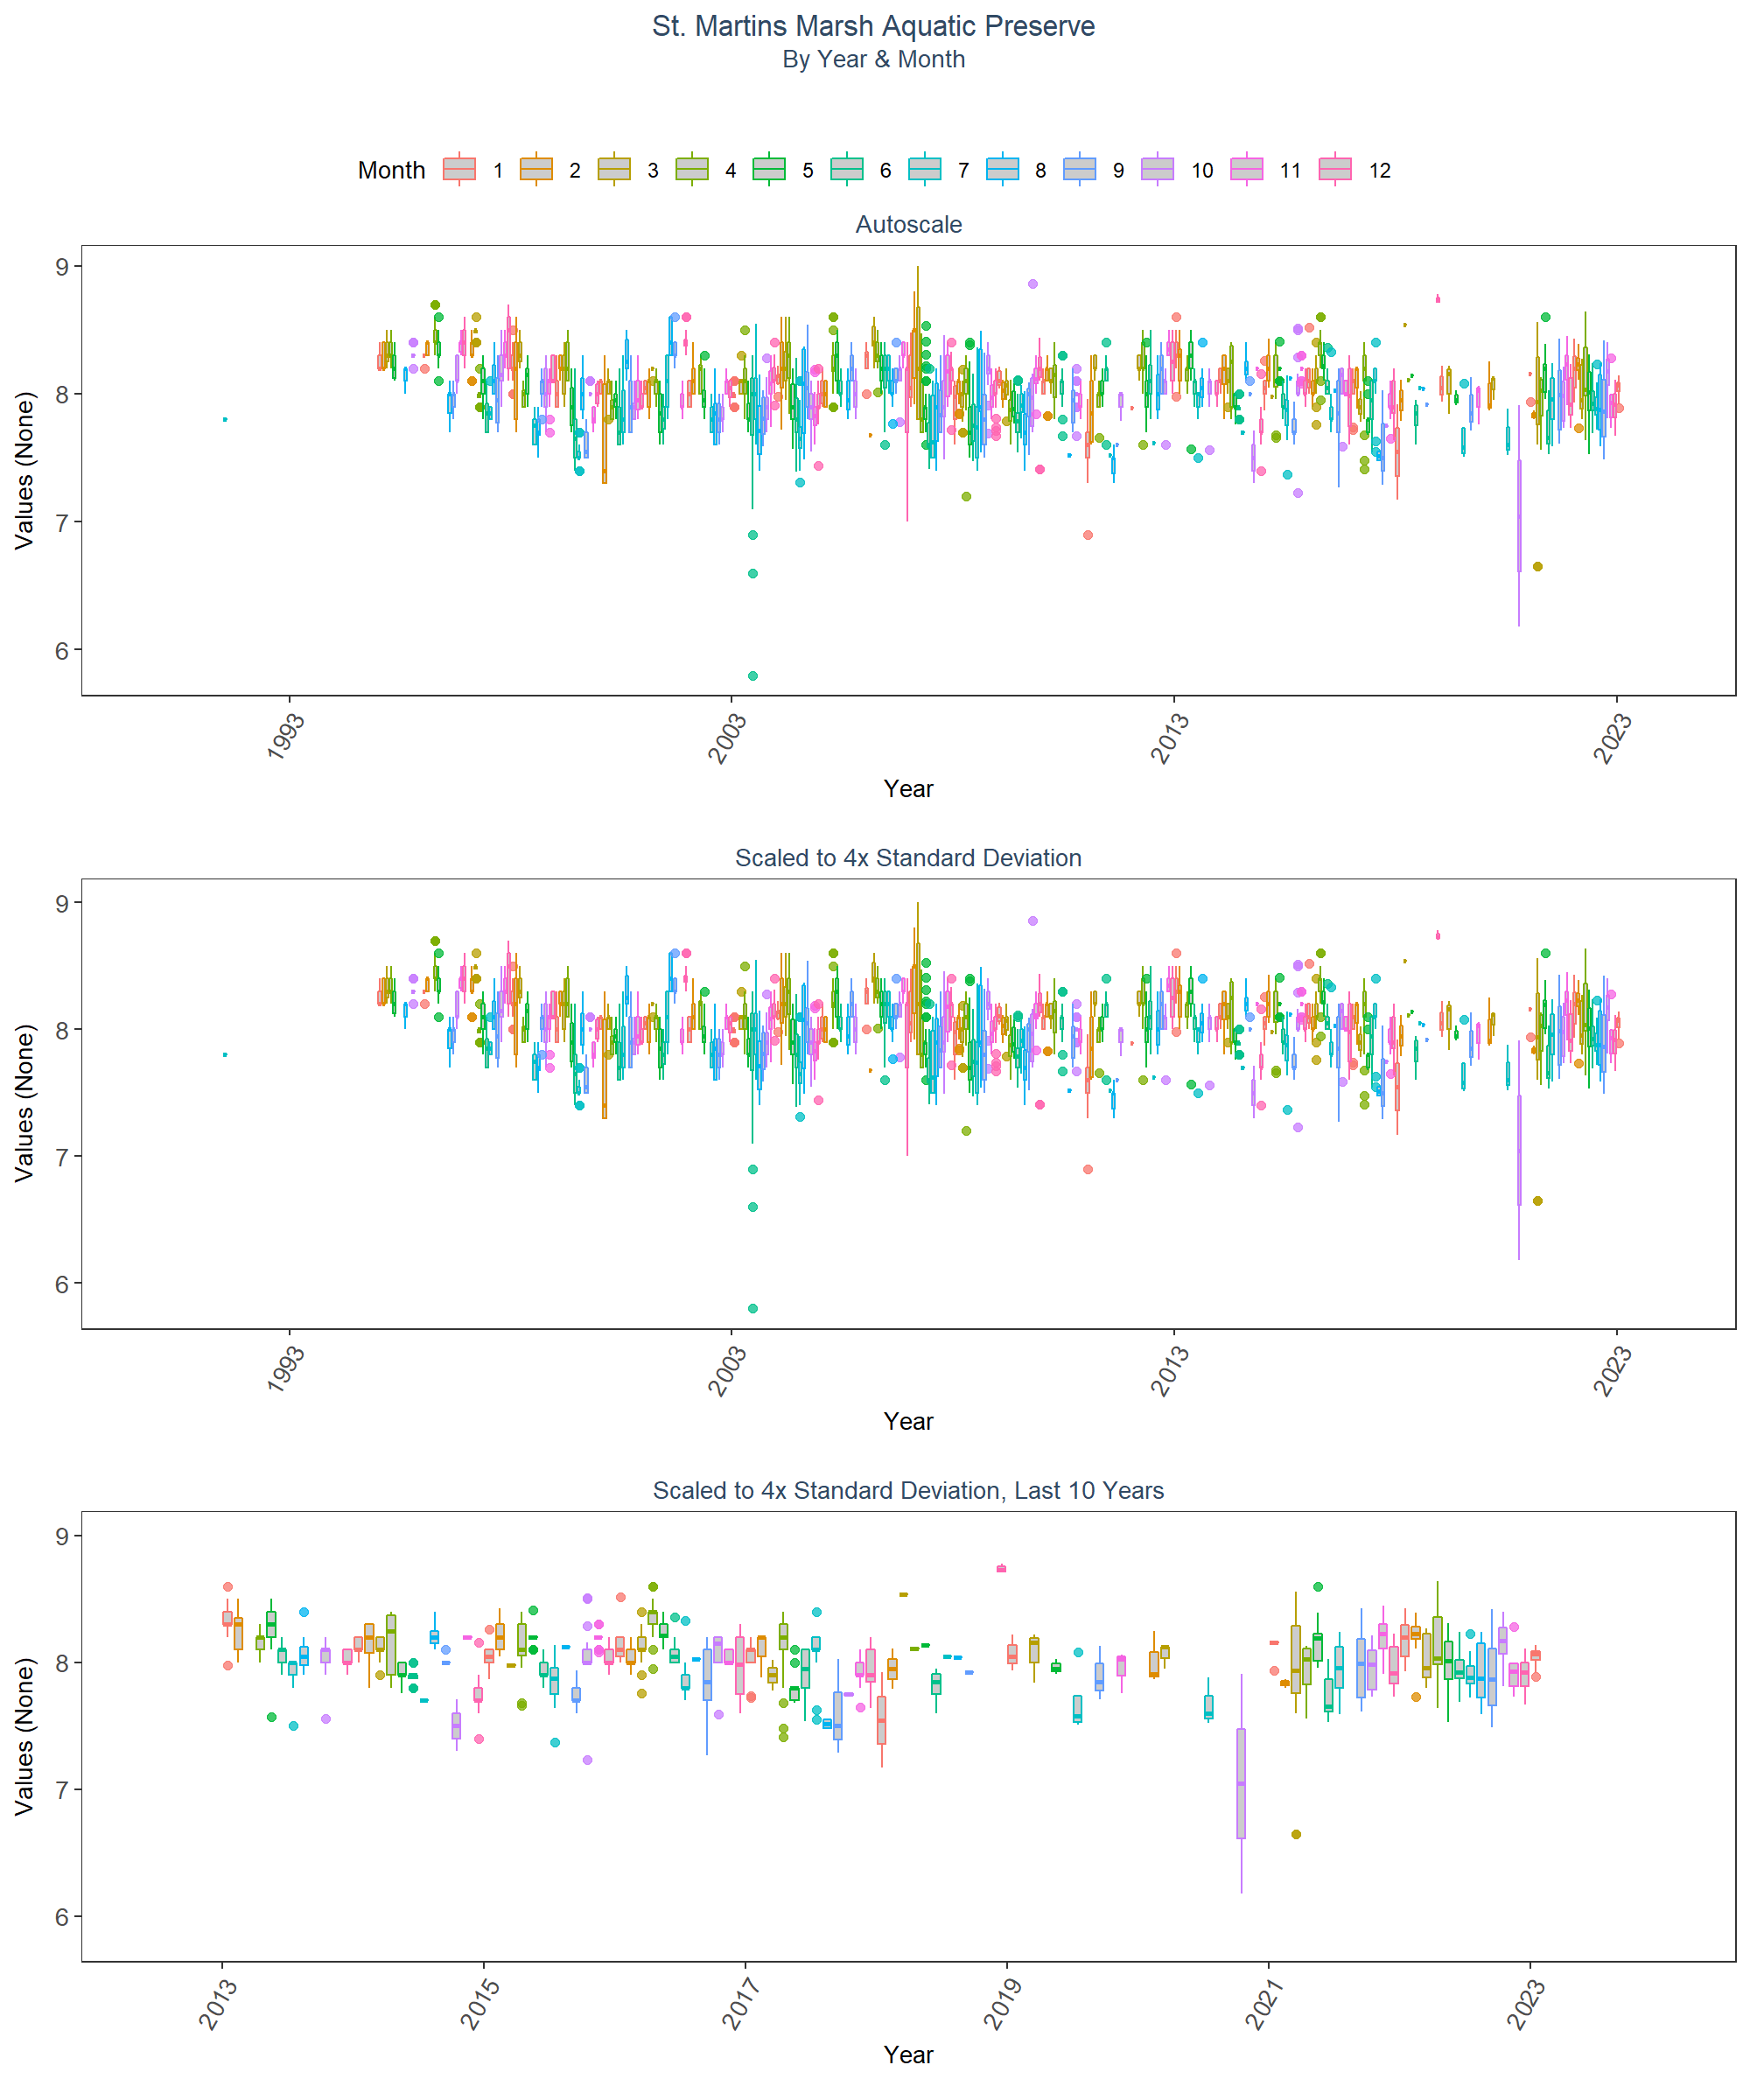 St. Martins Marsh Aquatic Preserve
By Year & Month
Month 1 2 3 4 5 6 7 8 9 10 11 12
Autoscale
Values (None)
9
8
7
6
1993 2003 2013 2023
Year
Scaled to 4x Standard Deviation
Values (None)
9
8
7
6
1993 2003 2013 2023
Year
Scaled to 4x Standard Deviation, Last 10 Years
Values (None)
9
8
7
6
2013 2015 2017 2019 2021 2023
Year